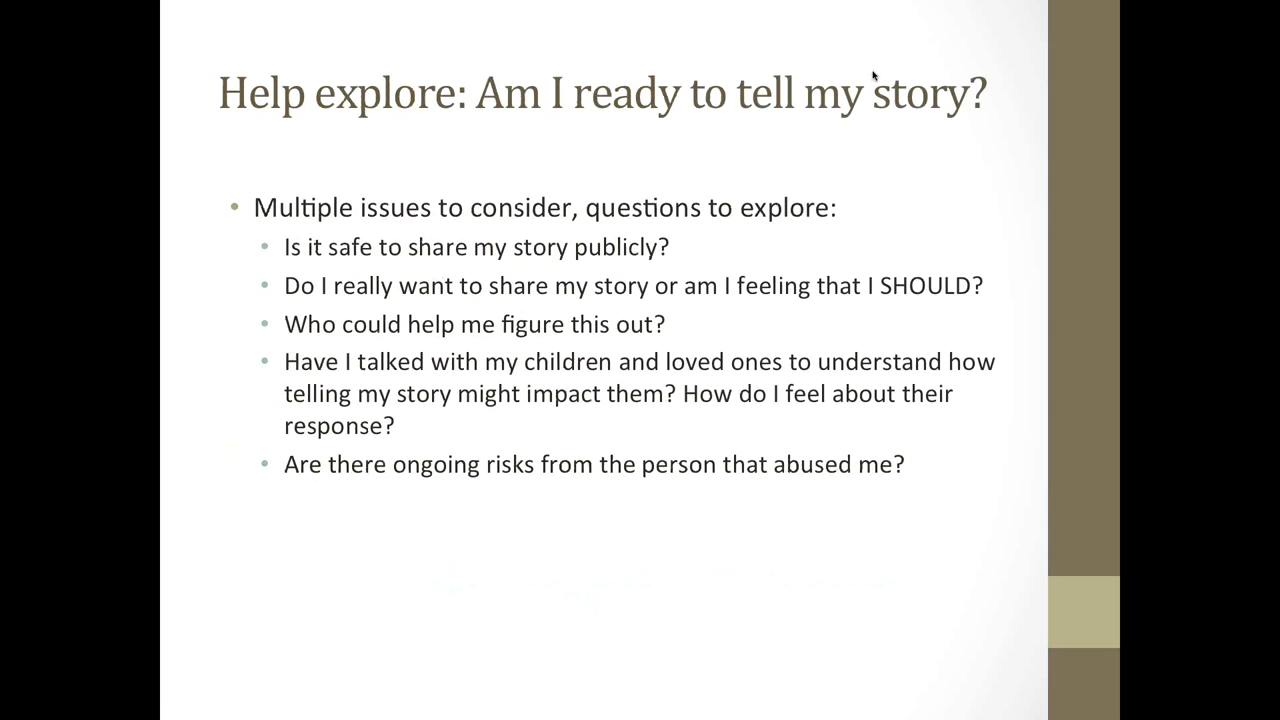 Help explore: Am I ready to tell my story?
• Multiple issues to consider, questions to explore:
• Is it safe to share my story publicly?
• Do I really want to share my story or am I feeling that I SHOULD?
• Who could help me figure this out?
• Have I talked with my children and loved ones to understand how
telling my story might impact them? How do I feel about their
response?
• Are there ongoing risks from the person that abused me?